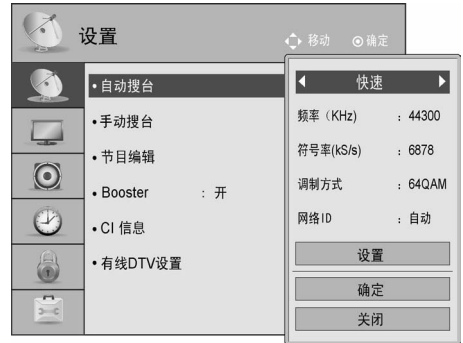 设置
移动 确定
• 自动搜台
• 手动搜台
• 节目编辑
• Booster : 开
• CI 信息
• 有线DTV设置
快速
频率（KHz) : 44300
符号率(kS/s) : 6878
调制方式 : 64QAM
网络ID : 自动
设置
确定
关闭